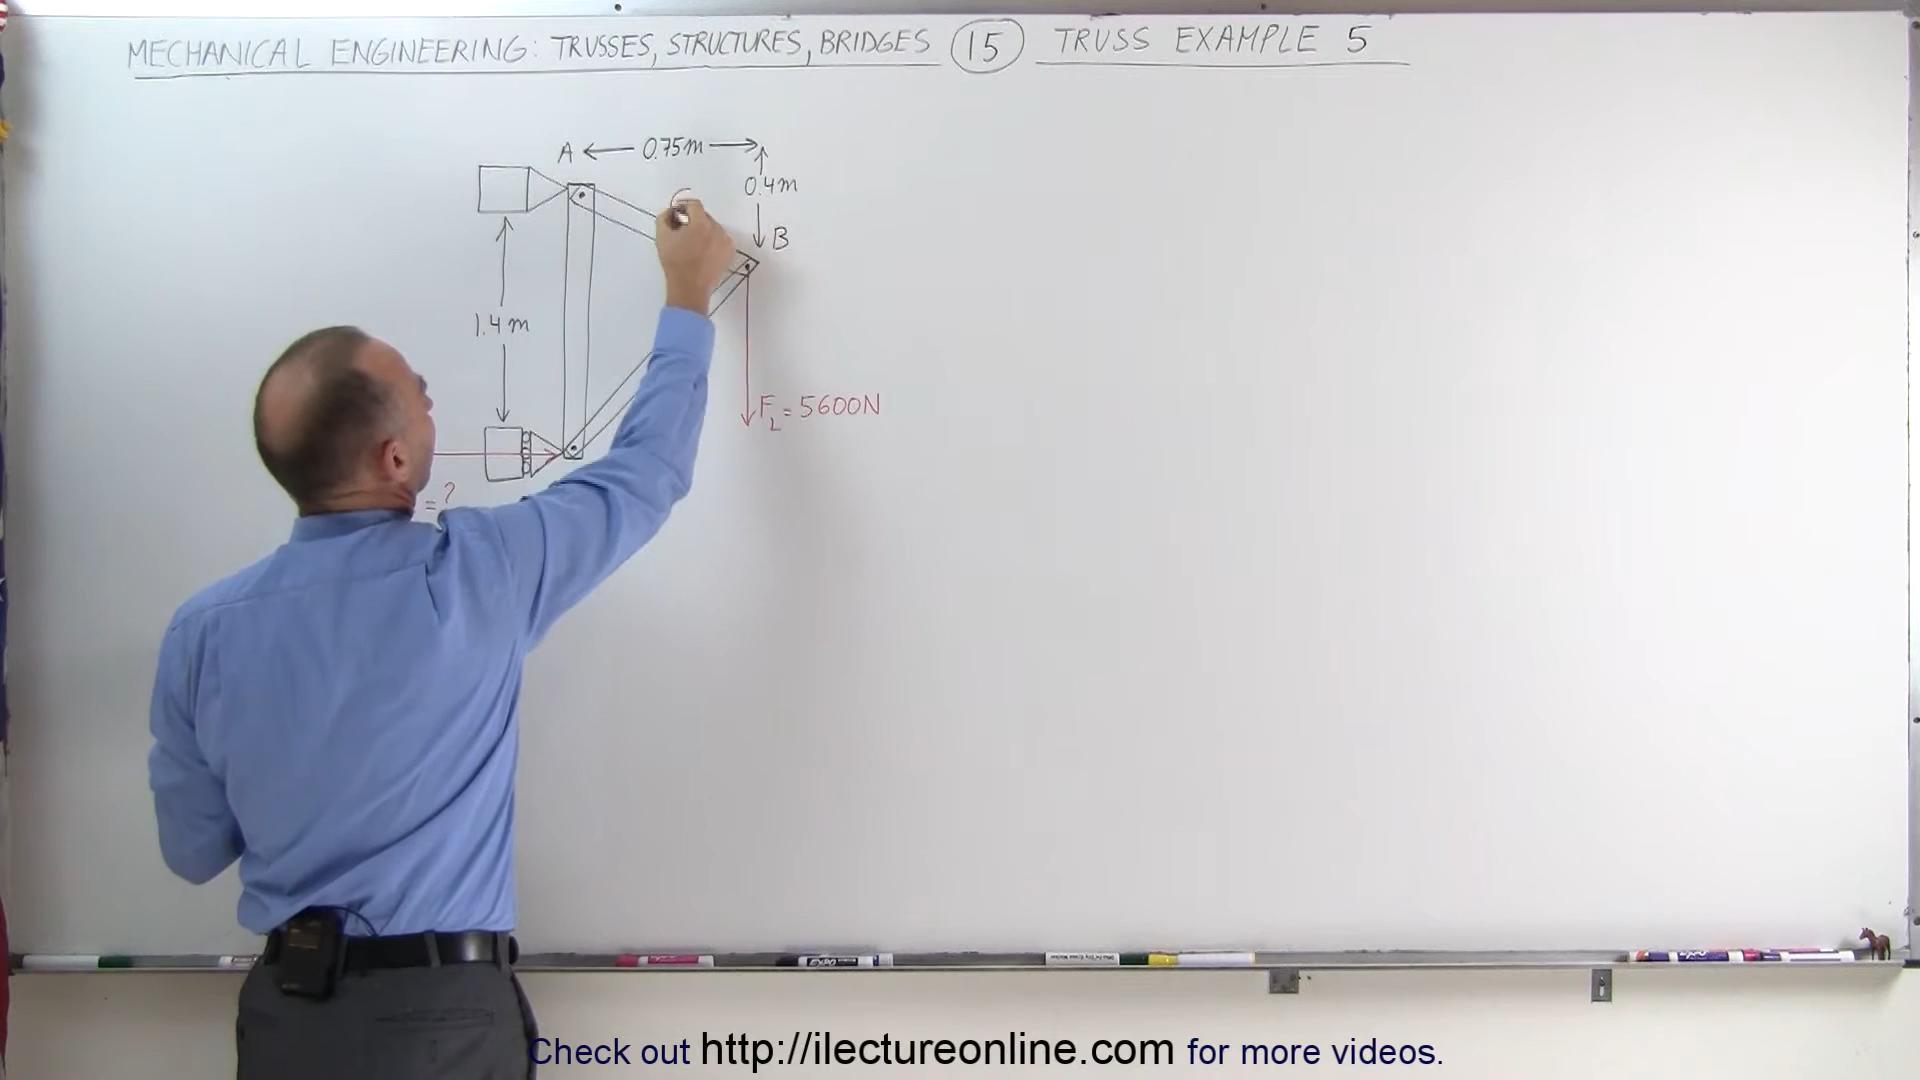 MECHANICAL ENGINEERING: TRUSSES, STRUCTURES, BRIDGES 15 TRUSS EXAMPLE 5
A 0.75m
0.4m
B
1.4m
F_L = 5600N
= ?
Check out http://ilectureonline.com for more videos.